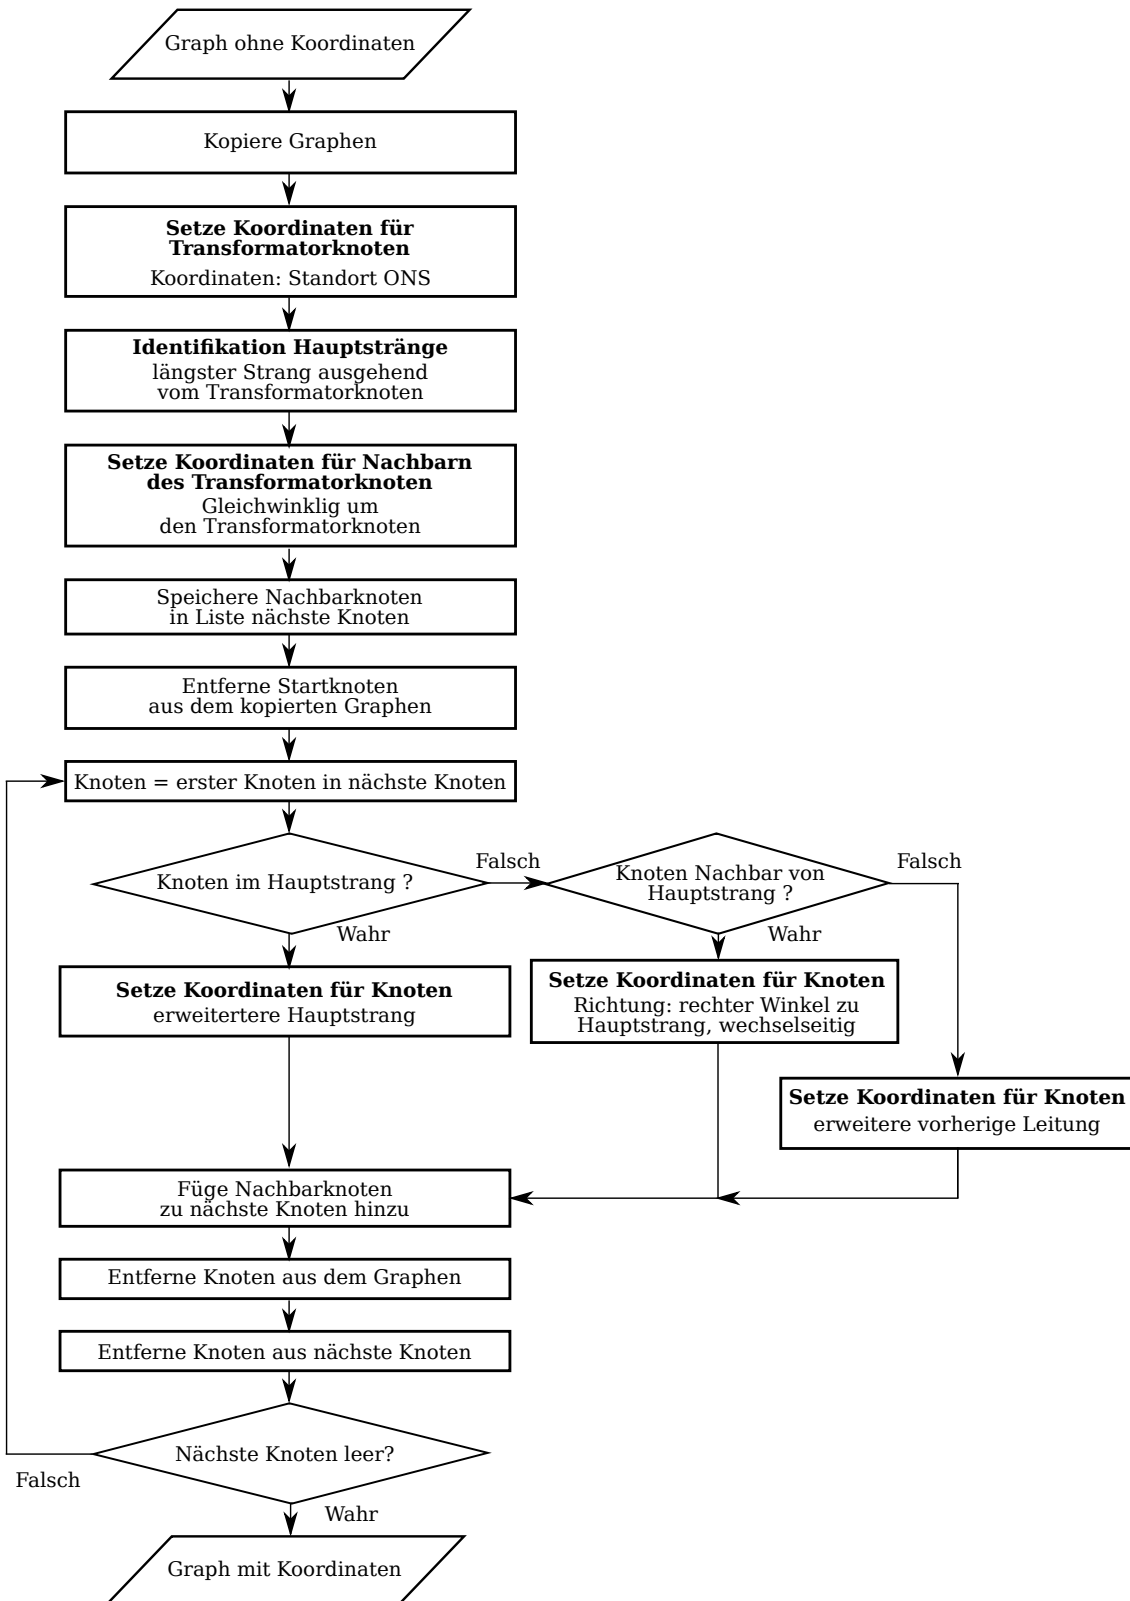 Graph ohne Koordinaten
Kopiere Graphen
Setze Koordinaten für
Transformatorknoten
Koordinaten: Standort ONS
Identifikation Hauptstränge
längster Strang ausgehend
vom Transformatorknoten
Setze Koordinaten für Nachbarn
des Transformatorknoten
Gleichwinklig um
den Transformatorknoten
Speichere Nachbarknoten
in Liste nächste Knoten
Entferne Startknoten
aus dem kopierten Graphen
Knoten = erster Knoten in nächste Knoten
Knoten im Hauptstrang ?
Falsch
Knoten Nachbar von
Hauptstrang ?
Falsch
Wahr
Wahr
Setze Koordinaten für Knoten
erweitertere Hauptstrang
Setze Koordinaten für Knoten
Richtung: rechter Winkel zu
Hauptstrang, wechselseitig
Setze Koordinaten für Knoten
erweitere vorherige Leitung
Füge Nachbarknoten
zu nächste Knoten hinzu
Entferne Knoten aus dem Graphen
Entferne Knoten aus nächste Knoten
Nächste Knoten leer?
Falsch
Wahr
Graph mit Koordinaten